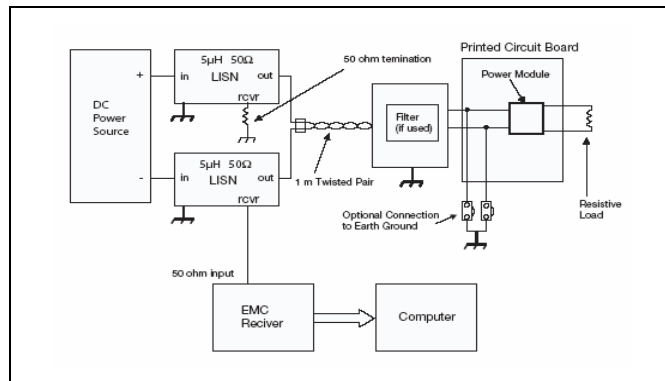 Printed Circuit Board
50 ohm temination
5µH 50Ω
LISN
in
out
rcvr
+
DC
Power
Source
-
Power Module
Filter
(if used)
5µH 50Ω
LISN
in
out
rcvr
1 m Twisted Pair
Optional Connection
to Earth Ground
Resistive
Load
50 ohm input
EMC
Reciver
Computer